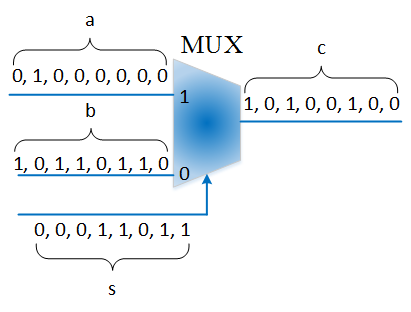 a
MUX
0, 1, 0, 0, 0, 0, 0, 0
1
c
1, 0, 1, 0, 0, 1, 0, 0
b
1, 0, 1, 1, 0, 1, 1, 0
0
0, 0, 0, 1, 1, 0, 1, 1
s